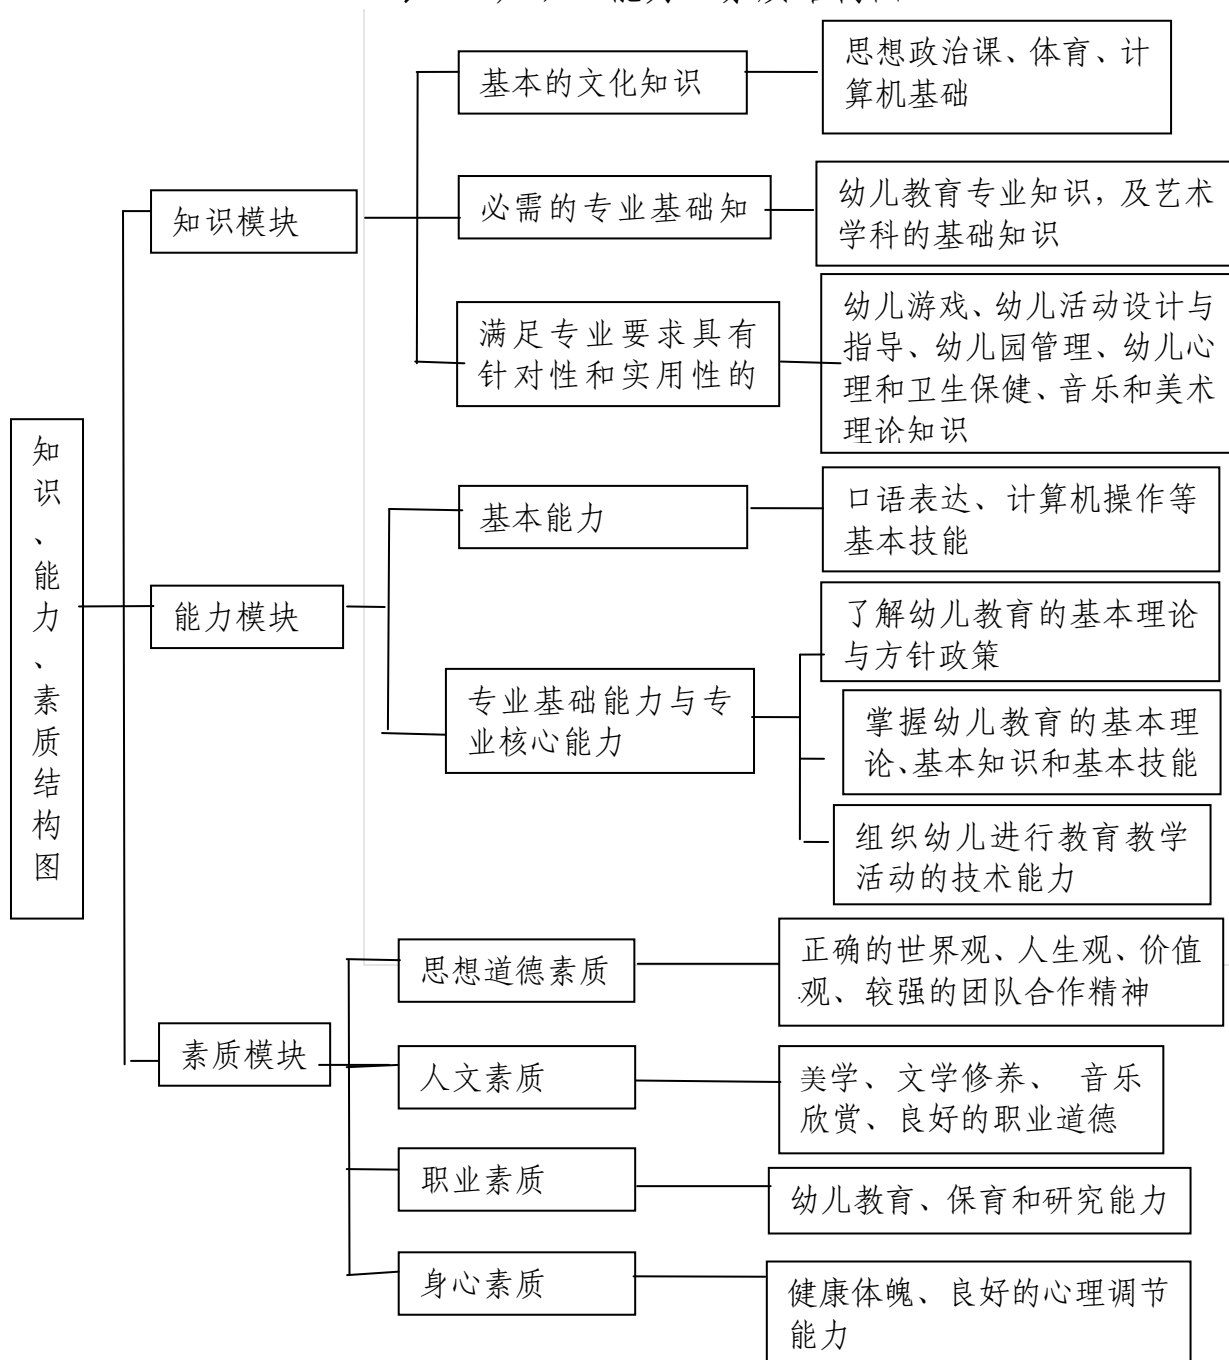 基本的文化知识
思想政治课、体育、计
算机基础
知识模块
必需的专业基础知
幼儿教育专业知识，及艺术
学科的基础知识
满足专业要求具有
针对性和实用性的
幼儿游戏、幼儿活动设计与
指导、幼儿园管理、幼儿心
理和卫生保健、音乐和美术
理论知识
知识、能力、素质结构图
能力模块
基本能力
口语表达、计算机操作等
基本技能
专业基础能力与专
业核心能力
了解幼儿教育的基本理论
与方针政策
掌握幼儿教育的基本理
论、基本知识和基本技能
组织幼儿进行教育教学
活动的技术能力
素质模块
思想道德素质
正确的世界观、人生观、价值
观、较强的团队合作精神
人文素质
美学、文学修养、 音乐
欣赏、良好的职业道德
职业素质
幼儿教育、保育和研究能力
身心素质
健康体魄、良好的心理调节
能力